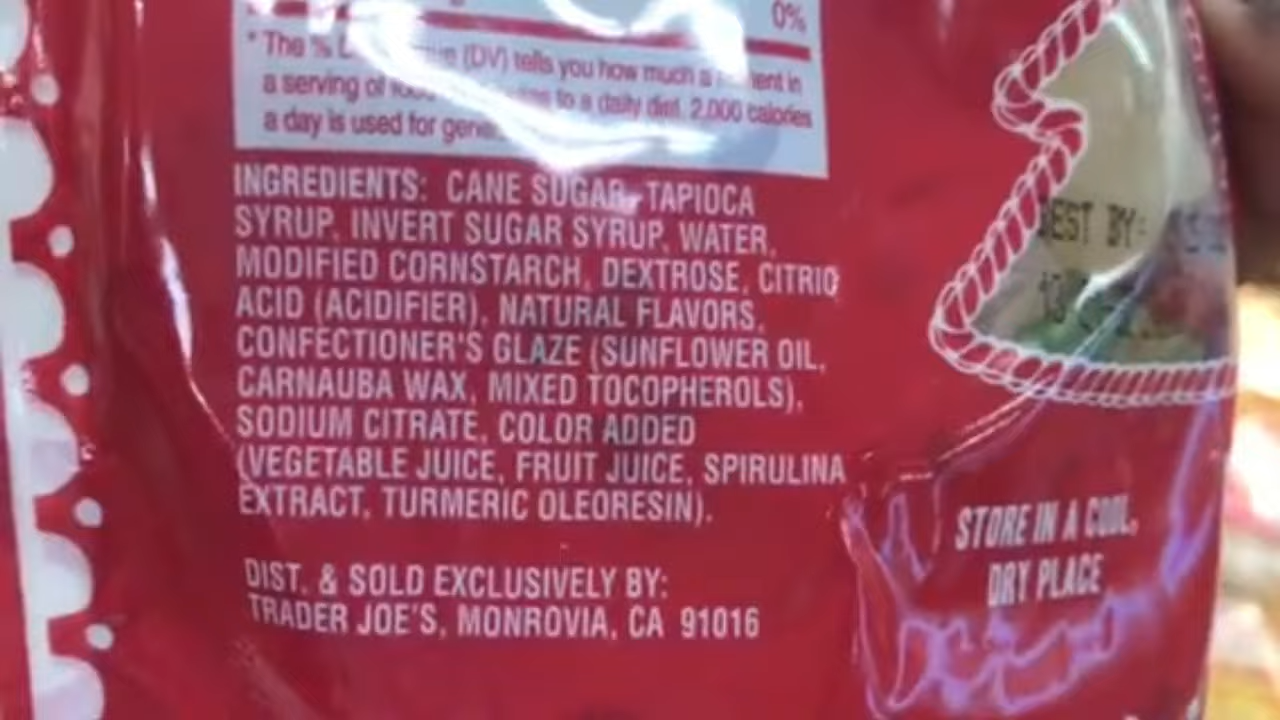 0%
* The % (DV) tells you how much a in
a serving of to a daily diet. 2,000 calories
a day is used for
INGREDIENTS: CANE SUGAR, TAPIOCA
SYRUP, INVERT SUGAR SYRUP, WATER,
MODIFIED CORNSTARCH, DEXTROSE, CITRIC
ACID (ACIDIFIER), NATURAL FLAVORS,
CONFECTIONER'S GLAZE (SUNFLOWER OIL,
CARNAUBA WAX, MIXED TOCOPHEROLS),
SODIUM CITRATE, COLOR ADDED
(VEGETABLE JUICE, FRUIT JUICE, SPIRULINA
EXTRACT, TURMERIC OLEORESIN).
DIST. & SOLD EXCLUSIVELY BY:
TRADER JOE'S, MONROVIA, CA 91016
BEST BY:
STORE IN A COOL,
DRY PLACE